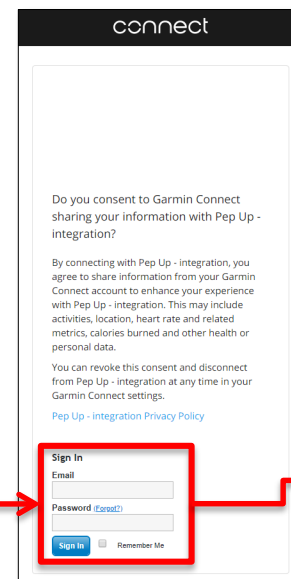 connect
Do you consent to Garmin Connect
sharing your information with Pep Up -
integration?
By connecting with Pep Up - integration, you
agree to share information from your Garmin
Connect account to enhance your experience
with Pep Up - integration. This may include
activities, location, heart rate and related
metrics, calories burned and other health or
personal data.
You can revoke this consent and disconnect
from Pep Up - integration at any time in your
Garmin Connect settings.
Pep Up - integration Privacy Policy
Sign In
Email
Password (Forgot?)
Sign In Remember Me